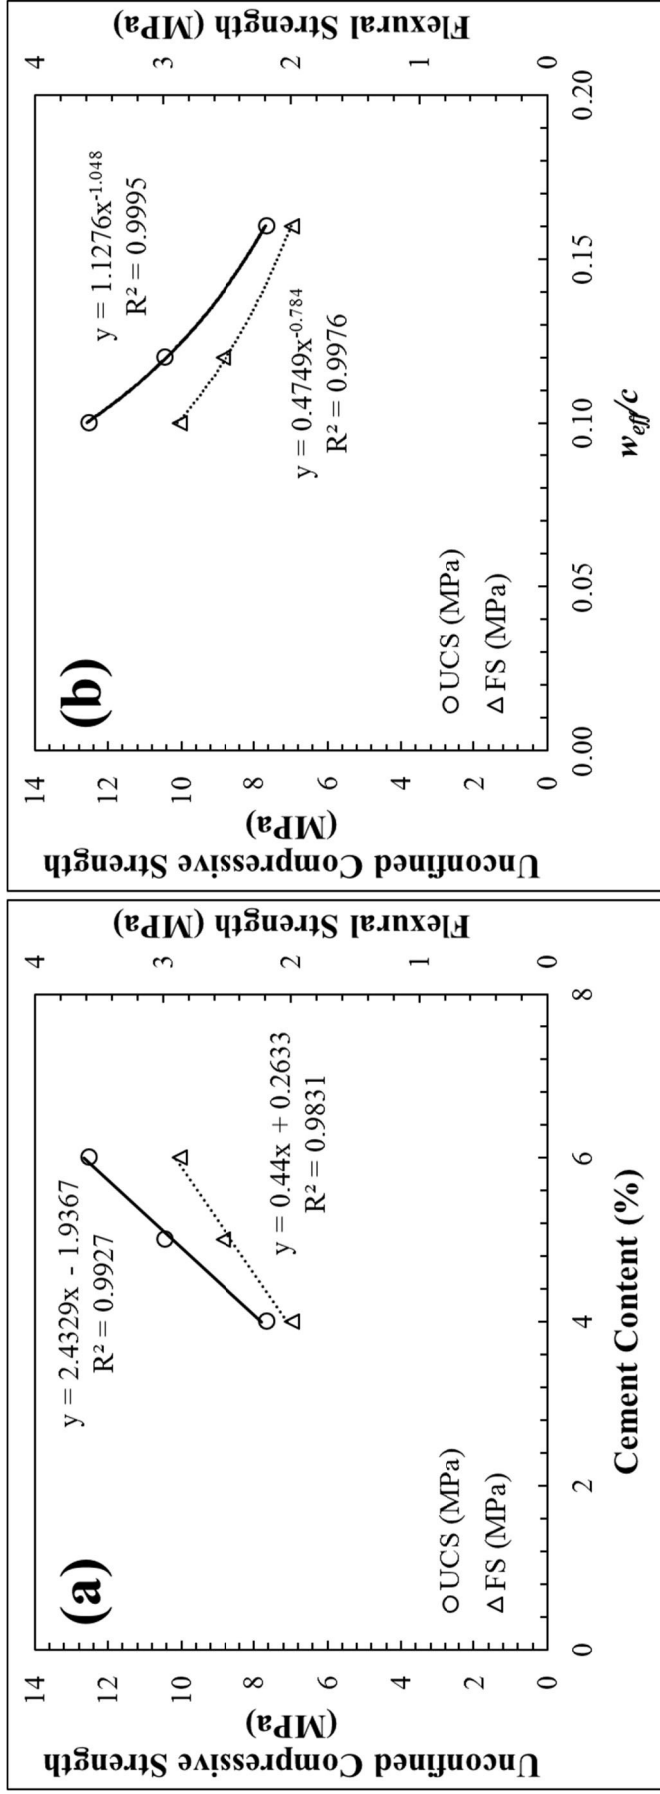 (a)
Unconfined Compressive Strength
(MPa)
14
12
10
8
6
4
2
0
y = 2.4329x - 1.9367
R² = 0.9927
y = 0.44x + 0.2633
R² = 0.9831
UCS (MPa)
FS (MPa)
0
2
4
6
8
Cement Content (%)
4
3
2
1
0
Flexural Strength (MPa)
(b)
Unconfined Compressive Strength
(MPa)
14
12
10
8
6
4
2
0
y = 1.1276x^-1.048
R² = 0.9995
y = 0.4749x^-0.784
R² = 0.9976
UCS (MPa)
FS (MPa)
0.00
0.05
0.10
0.15
0.20
w_eff/c
4
3
2
1
0
Flexural Strength (MPa)